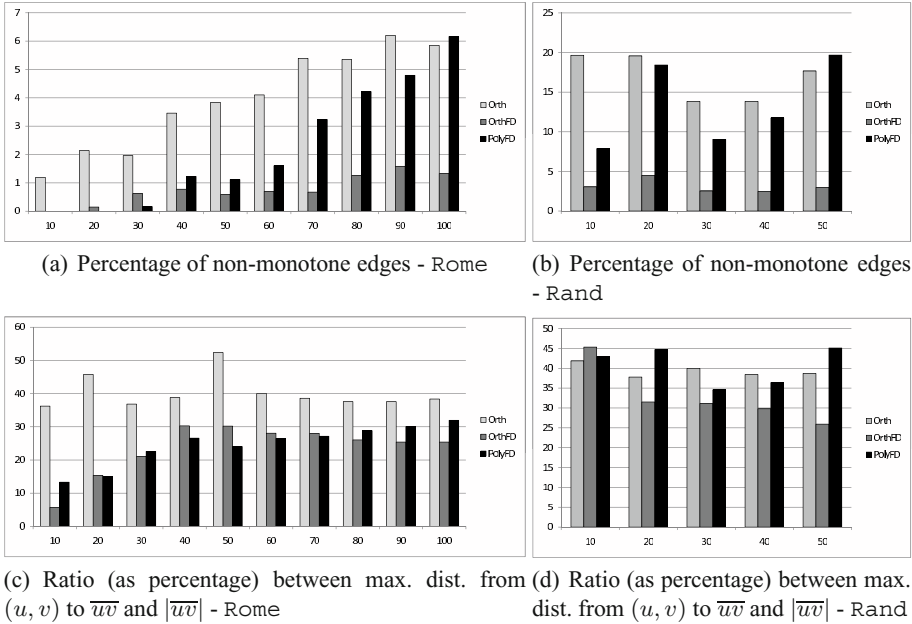 7
6
5
4
3
2
1
0
10 20 30 40 50 60 70 80 90 100
Orth
OrthFD
PolyFD
(a) Percentage of non-monotone edges - Rome
25
20
15
10
5
0
10 20 30 40 50
Orth
OrthFD
PolyFD
(b) Percentage of non-monotone edges
- Rand
60
50
40
30
20
10
0
10 20 30 40 50 60 70 80 90 100
Orth
OrthFD
PolyFD
(c) Ratio (as percentage) between max. dist. from
(u, v) to \overline{uv} and |\overline{uv}| - Rome
50
45
40
35
30
25
20
15
10
5
0
10 20 30 40 50
Orth
OrthFD
PolyFD
(d) Ratio (as percentage) between max.
dist. from (u, v) to \overline{uv} and |\overline{uv}| - Rand